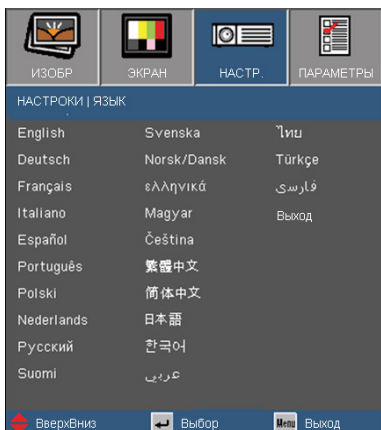 ИЗОБР ЭКРАН НАСТР. ПАРАМЕТРЫ
НАСТРОКИ | ЯЗЫК
English Svenska ไทย
Deutsch Norsk/Dansk Türkçe
Français ελληνικά فارسی
Italiano Magyar Выход
Español Čeština
Português 繁體中文
Polski 简体中文
Nederlands 日本語
Русский 한국어
Suomi عربي
ВверхВниз Выбор Menu Выход